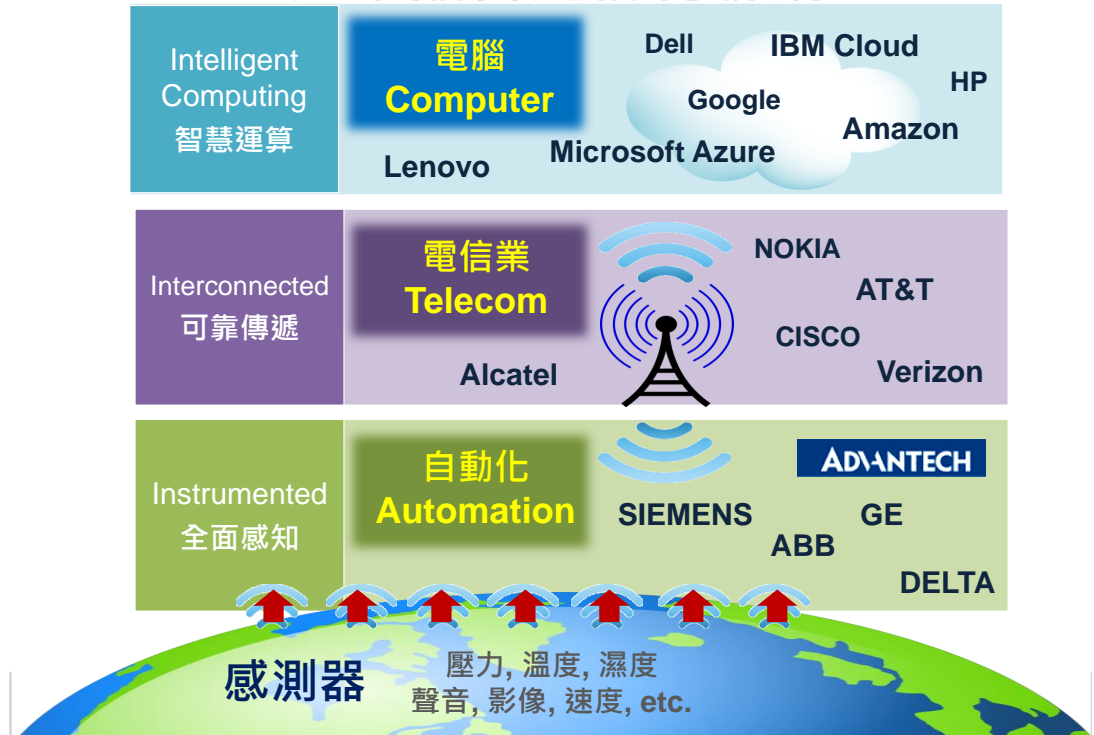 Intelligent
Computing
智慧運算
電腦
Computer
Lenovo
Dell
IBM Cloud
HP
Google
Amazon
Microsoft Azure
Interconnected
可靠傳遞
電信業
Telecom
Alcatel
NOKIA
AT&T
CISCO
Verizon
Instrumented
全面感知
自動化
Automation
ADVANTECH
SIEMENS
GE
ABB
DELTA
感測器
壓力, 溫度, 濕度
聲音, 影像, 速度, etc.